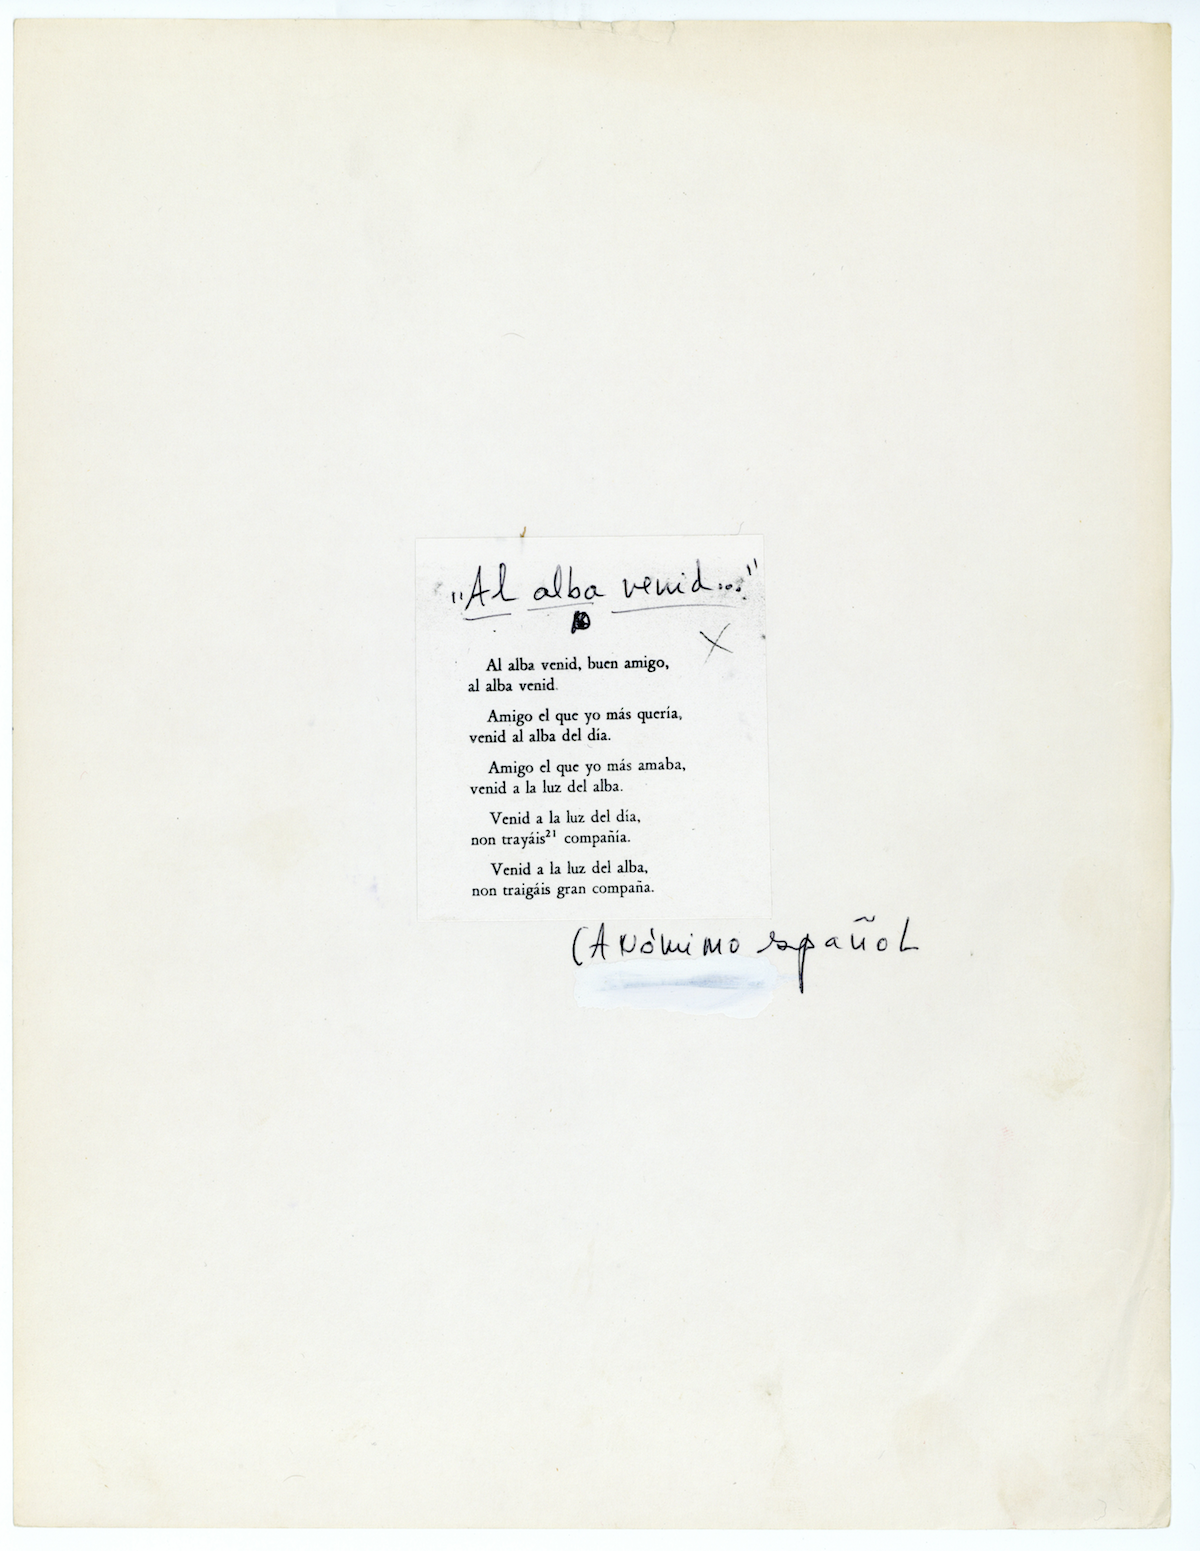 "Al alba venid..."
Al alba venid, buen amigo,
al alba venid.
Amigo el que yo más quería,
venid al alba del día.
Amigo el que yo más amaba,
venid a la luz del alba.
Venid a la luz del día,
non trayáis²¹ compañía.
Venid a la luz del alba,
non traigáis gran compaña.
(Anónimo español